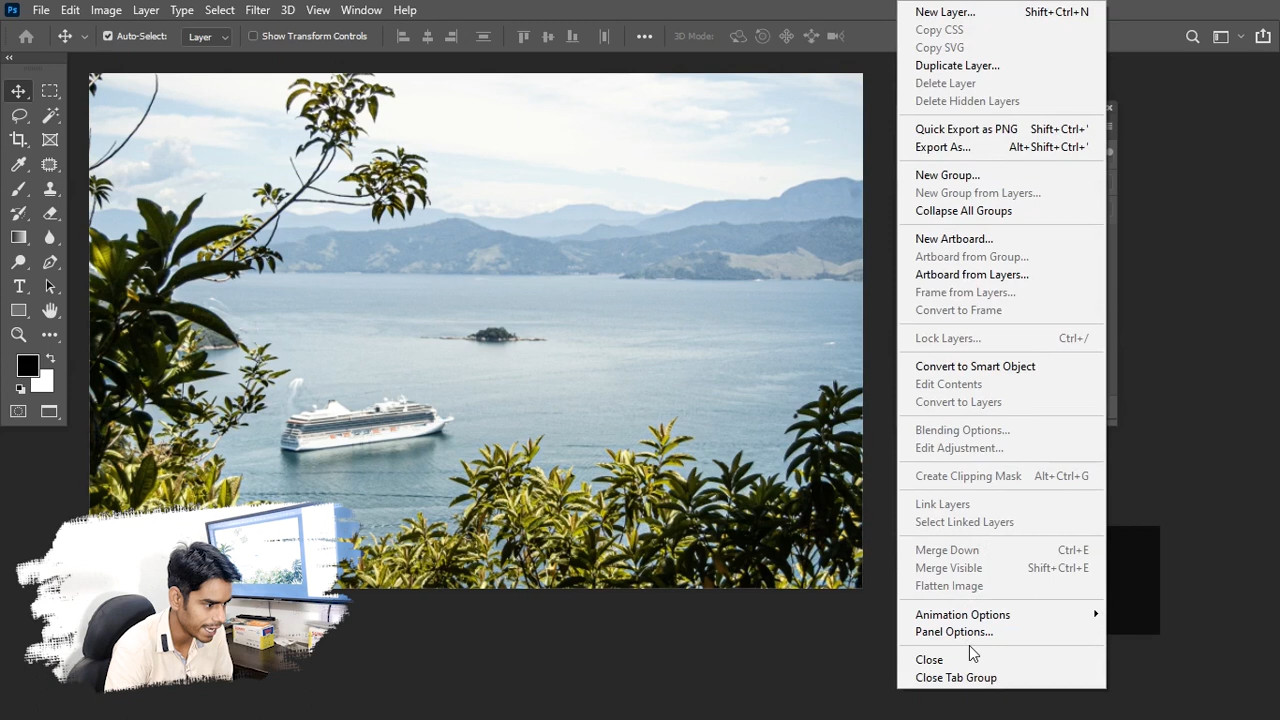 Ps File Edit Image Layer Type Select Filter 3D View Window Help
Auto-Select: Layer Show Transform Controls 3D Mode:
New Layer... Shift+Ctrl+N
Copy CSS
Copy SVG
Duplicate Layer...
Delete Layer
Delete Hidden Layers
Quick Export as PNG Shift+Ctrl+'
Export As... Alt+Shift+Ctrl+'
New Group...
New Group from Layers...
Collapse All Groups
New Artboard...
Artboard from Group...
Artboard from Layers...
Frame from Layers...
Convert to Frame
Lock Layers... Ctrl+/
Convert to Smart Object
Edit Contents
Convert to Layers
Blending Options...
Edit Adjustment...
Create Clipping Mask Alt+Ctrl+G
Link Layers
Select Linked Layers
Merge Down Ctrl+E
Merge Visible Shift+Ctrl+E
Flatten Image
Animation Options
Panel Options...
Close
Close Tab Group